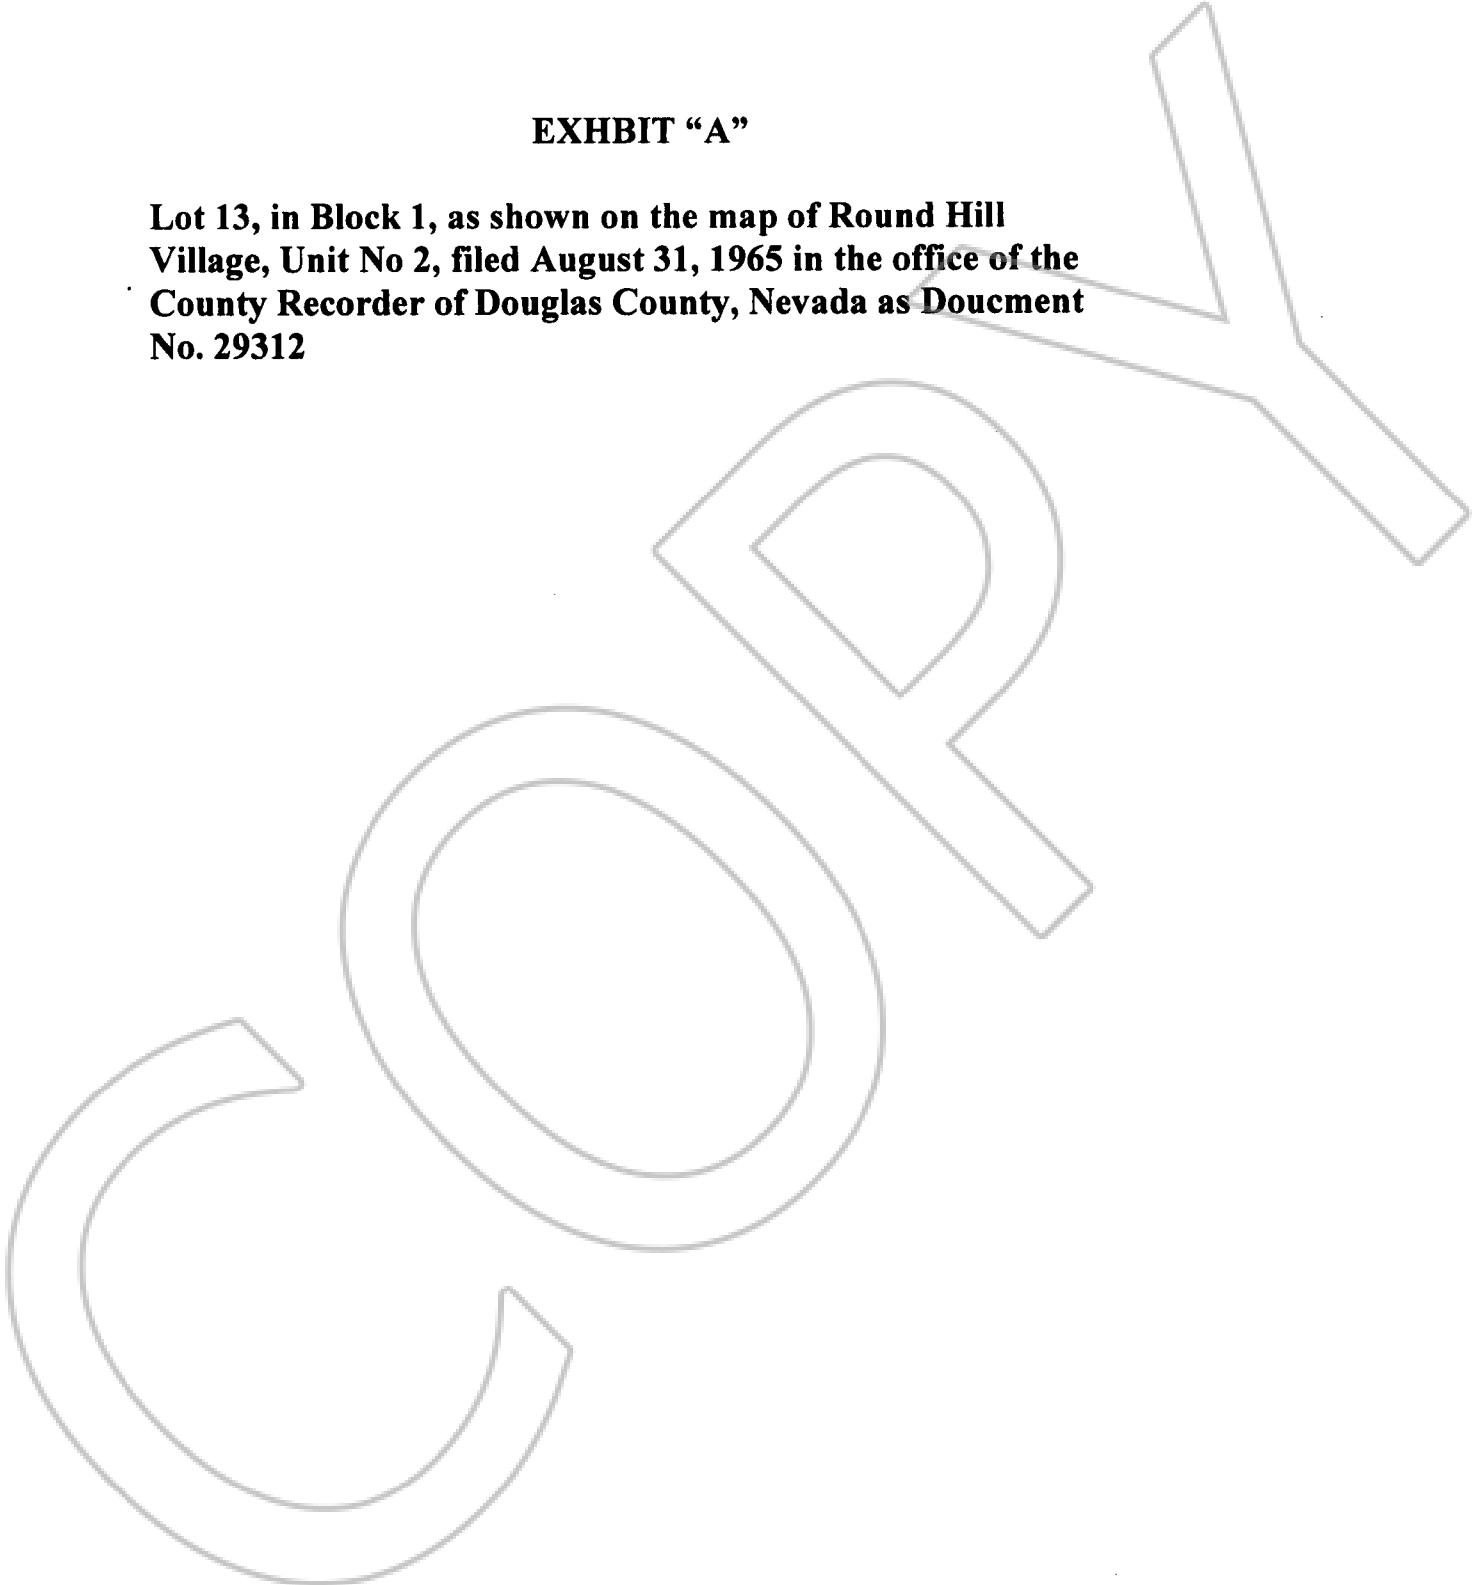 EXHBIT “A”
Lot 13, in Block 1, as shown on the map of Round Hill
Village, Unit No 2, filed August 31, 1965 in the office of the
County Recorder of Douglas County, Nevada as Doucment
No. 29312
COPY